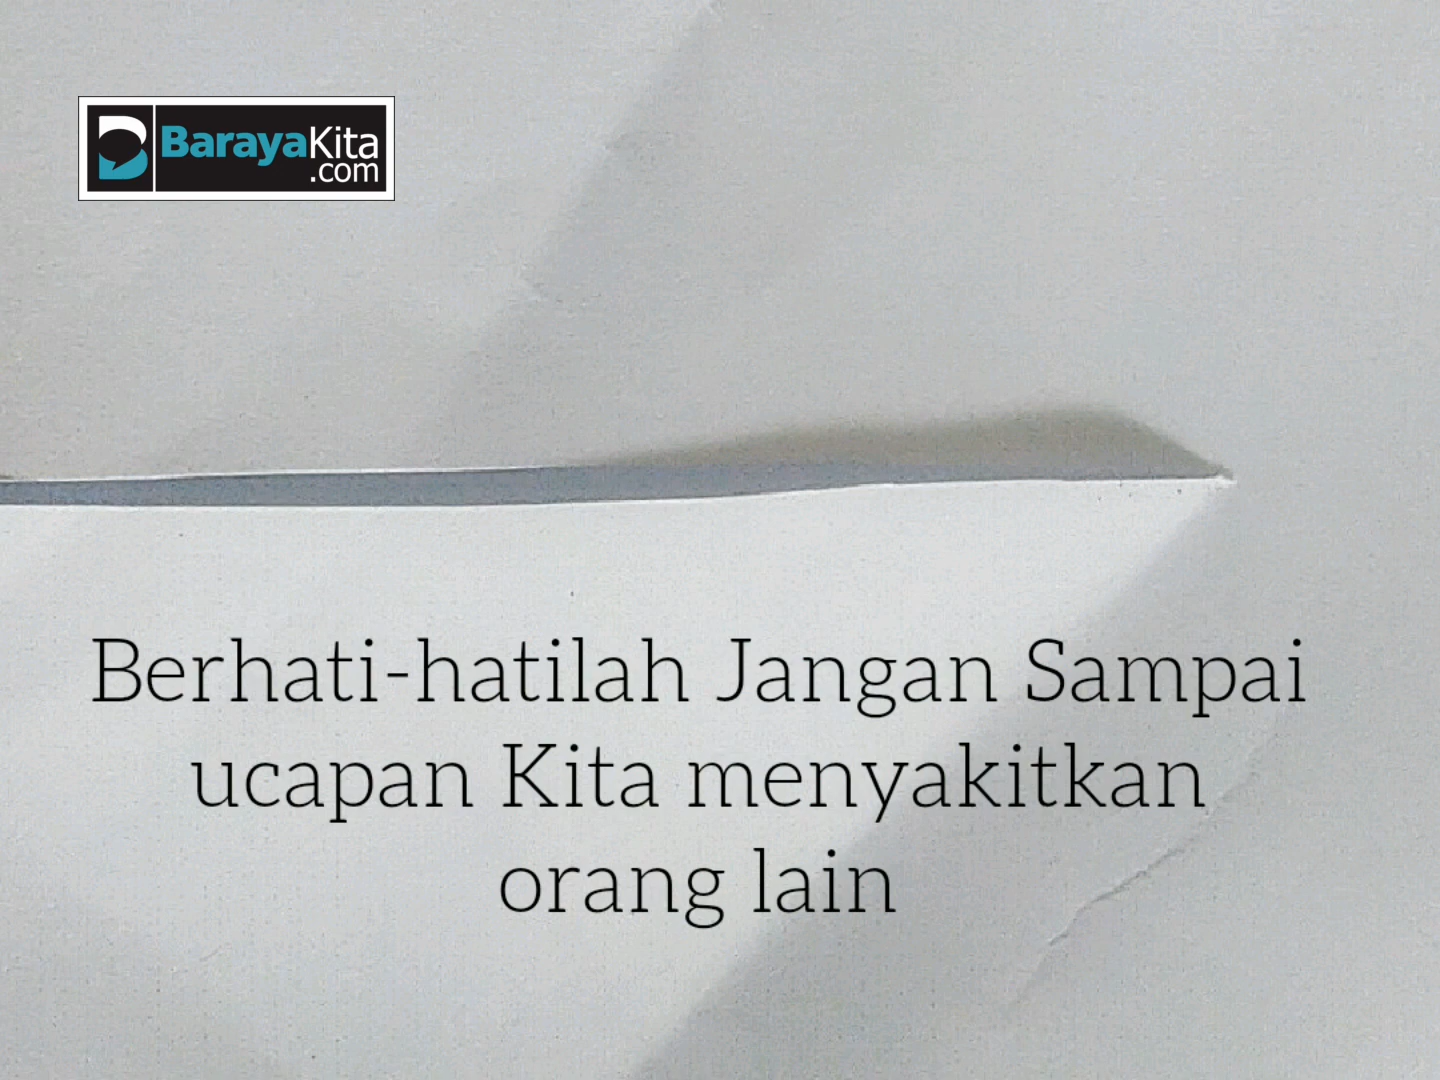 BarayaKita
.com
Berhati-hatilah Jangan Sampai
ucapan Kita menyakitkan
orang lain